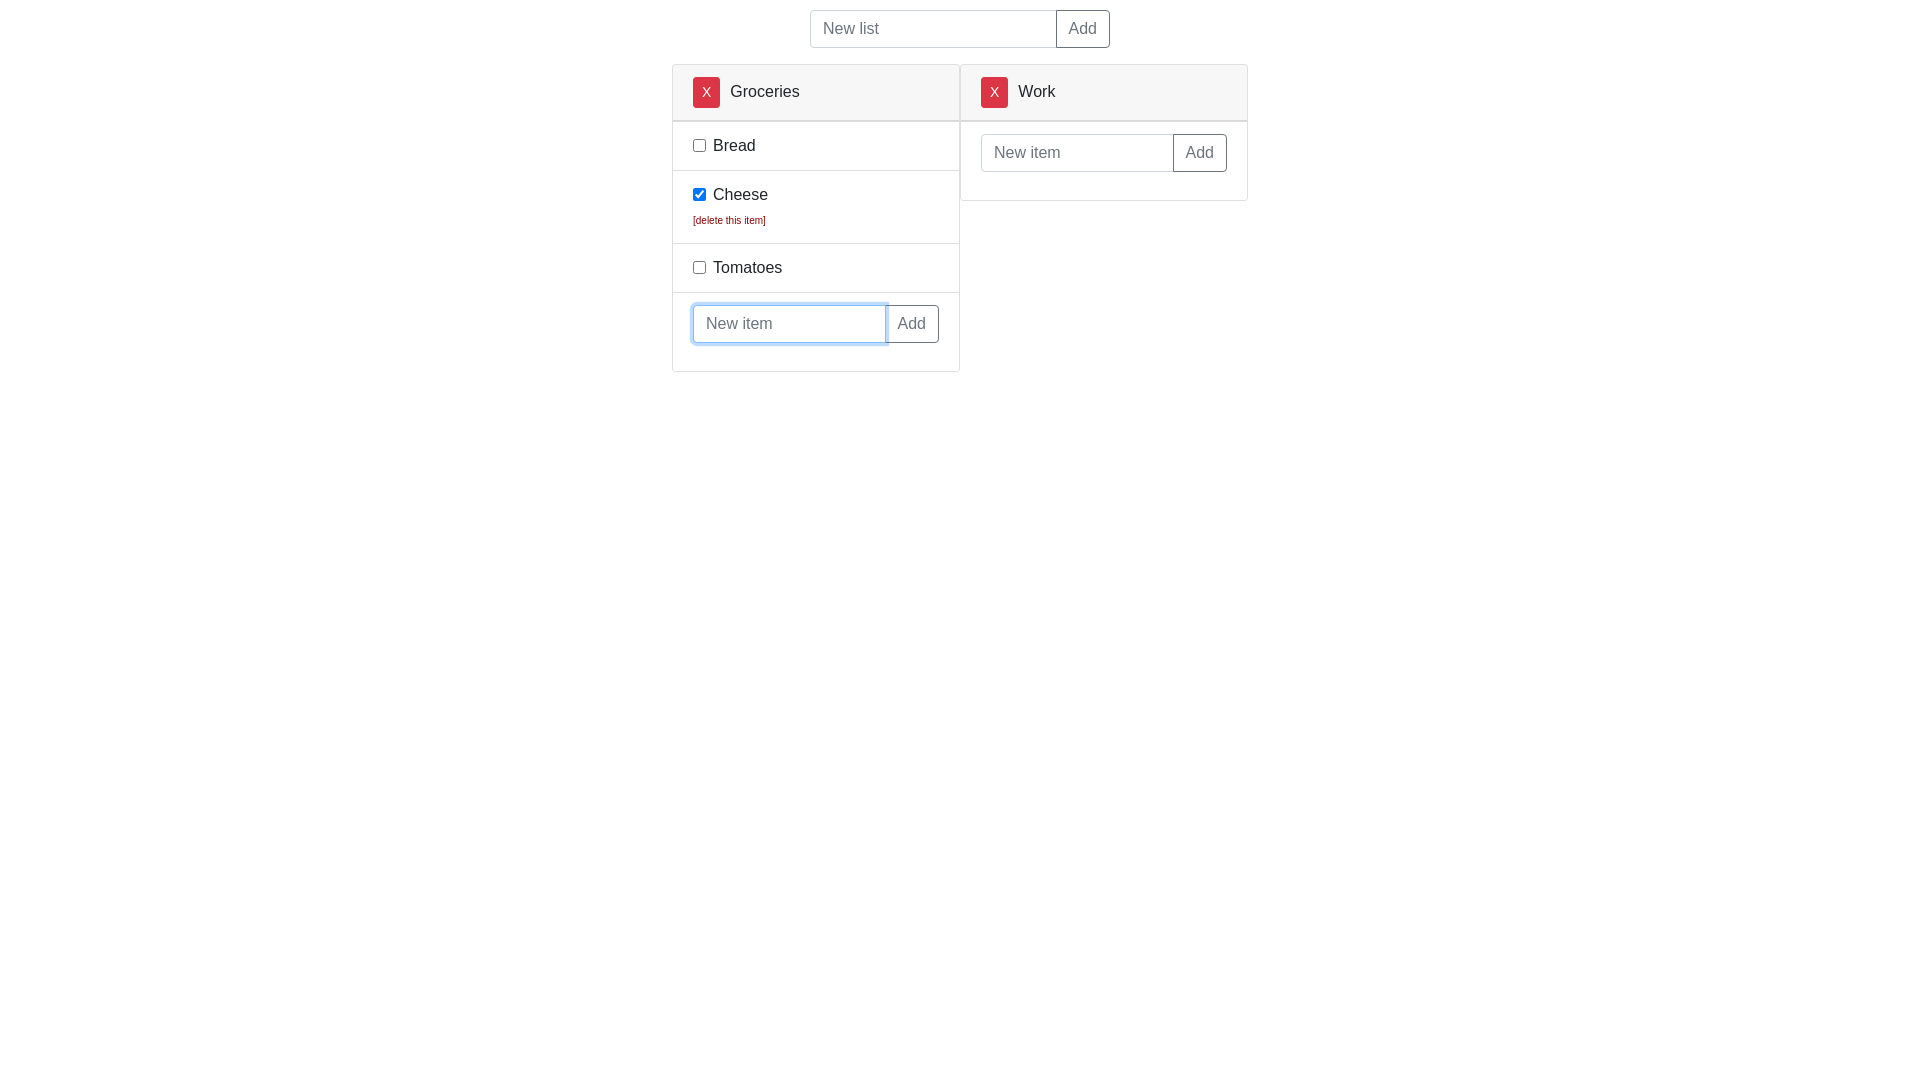 New list Add
X Groceries
Bread
Cheese
[delete this item]
Tomatoes
New item Add
X Work
New item Add